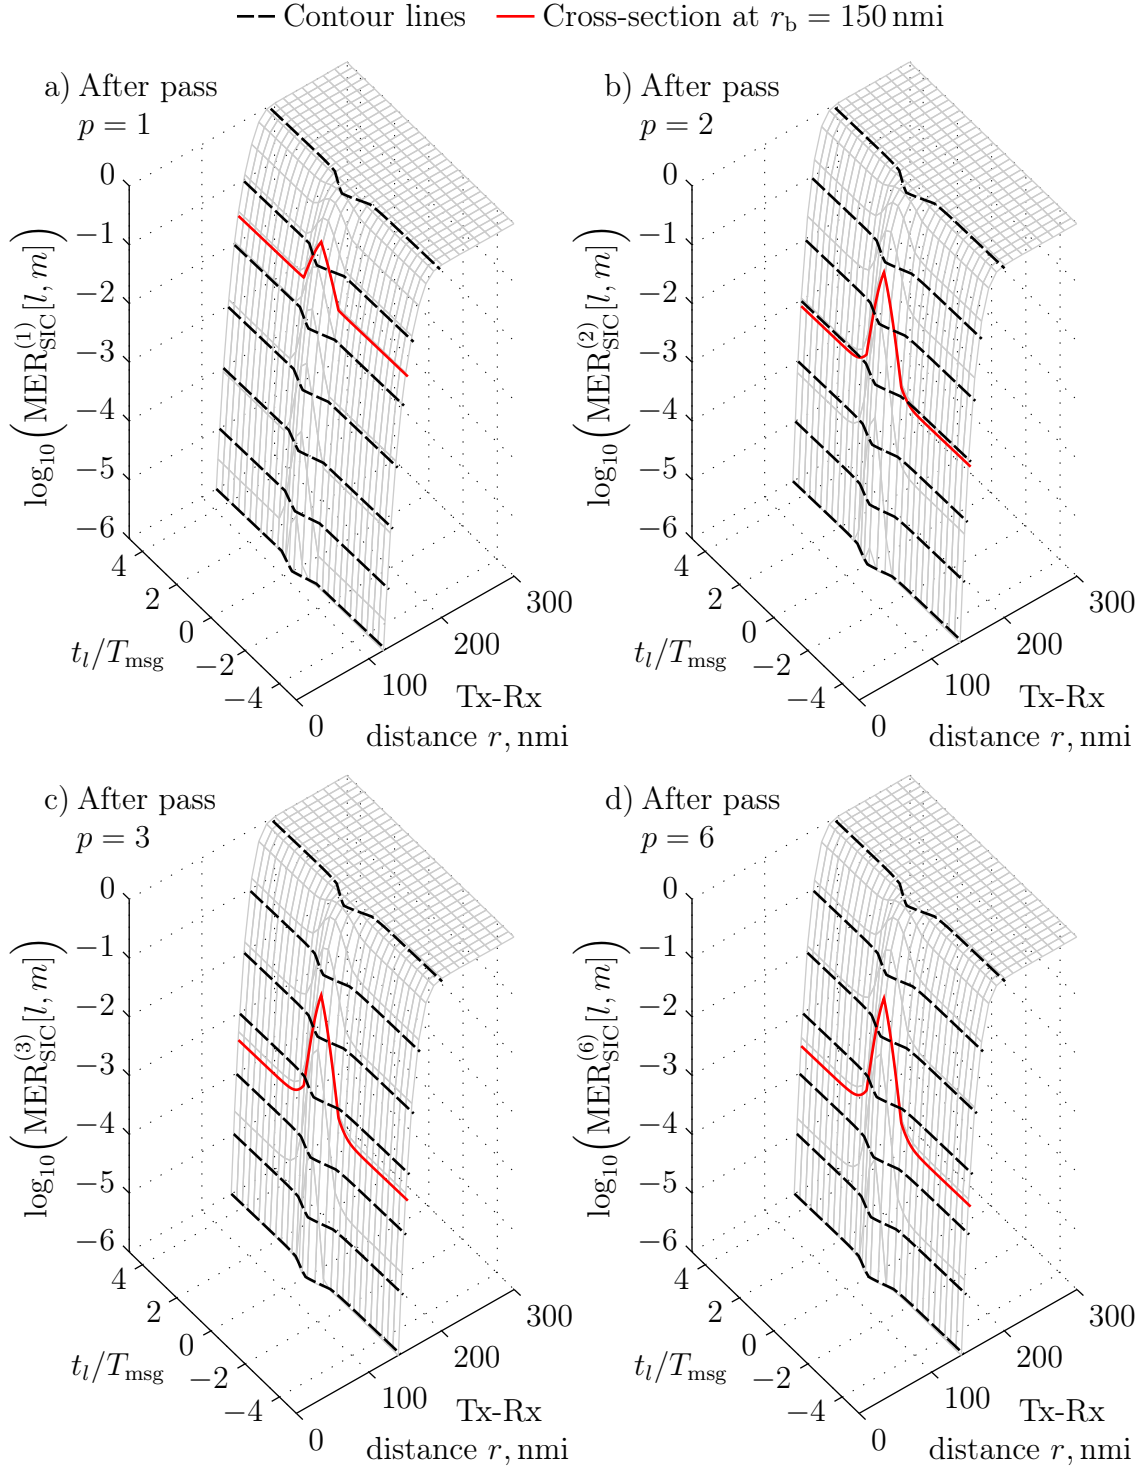 Contour lines Cross-section at r_b = 150 nmi
a) After pass
p = 1
0
−1
−2
−3
−4
−5
−6
log₁₀(MER_SIC^(1)[l, m])
4
2
0
−2
−4
t_l/T_msg
0
100
200
300
Tx-Rx
distance r, nmi
b) After pass
p = 2
0
−1
−2
−3
−4
−5
−6
log₁₀(MER_SIC^(2)[l, m])
4
2
0
−2
−4
t_l/T_msg
0
100
200
300
Tx-Rx
distance r, nmi
c) After pass
p = 3
0
−1
−2
−3
−4
−5
−6
log₁₀(MER_SIC^(3)[l, m])
4
2
0
−2
−4
t_l/T_msg
0
100
200
300
Tx-Rx
distance r, nmi
d) After pass
p = 6
0
−1
−2
−3
−4
−5
−6
log₁₀(MER_SIC^(6)[l, m])
4
2
0
−2
−4
t_l/T_msg
0
100
200
300
Tx-Rx
distance r, nmi